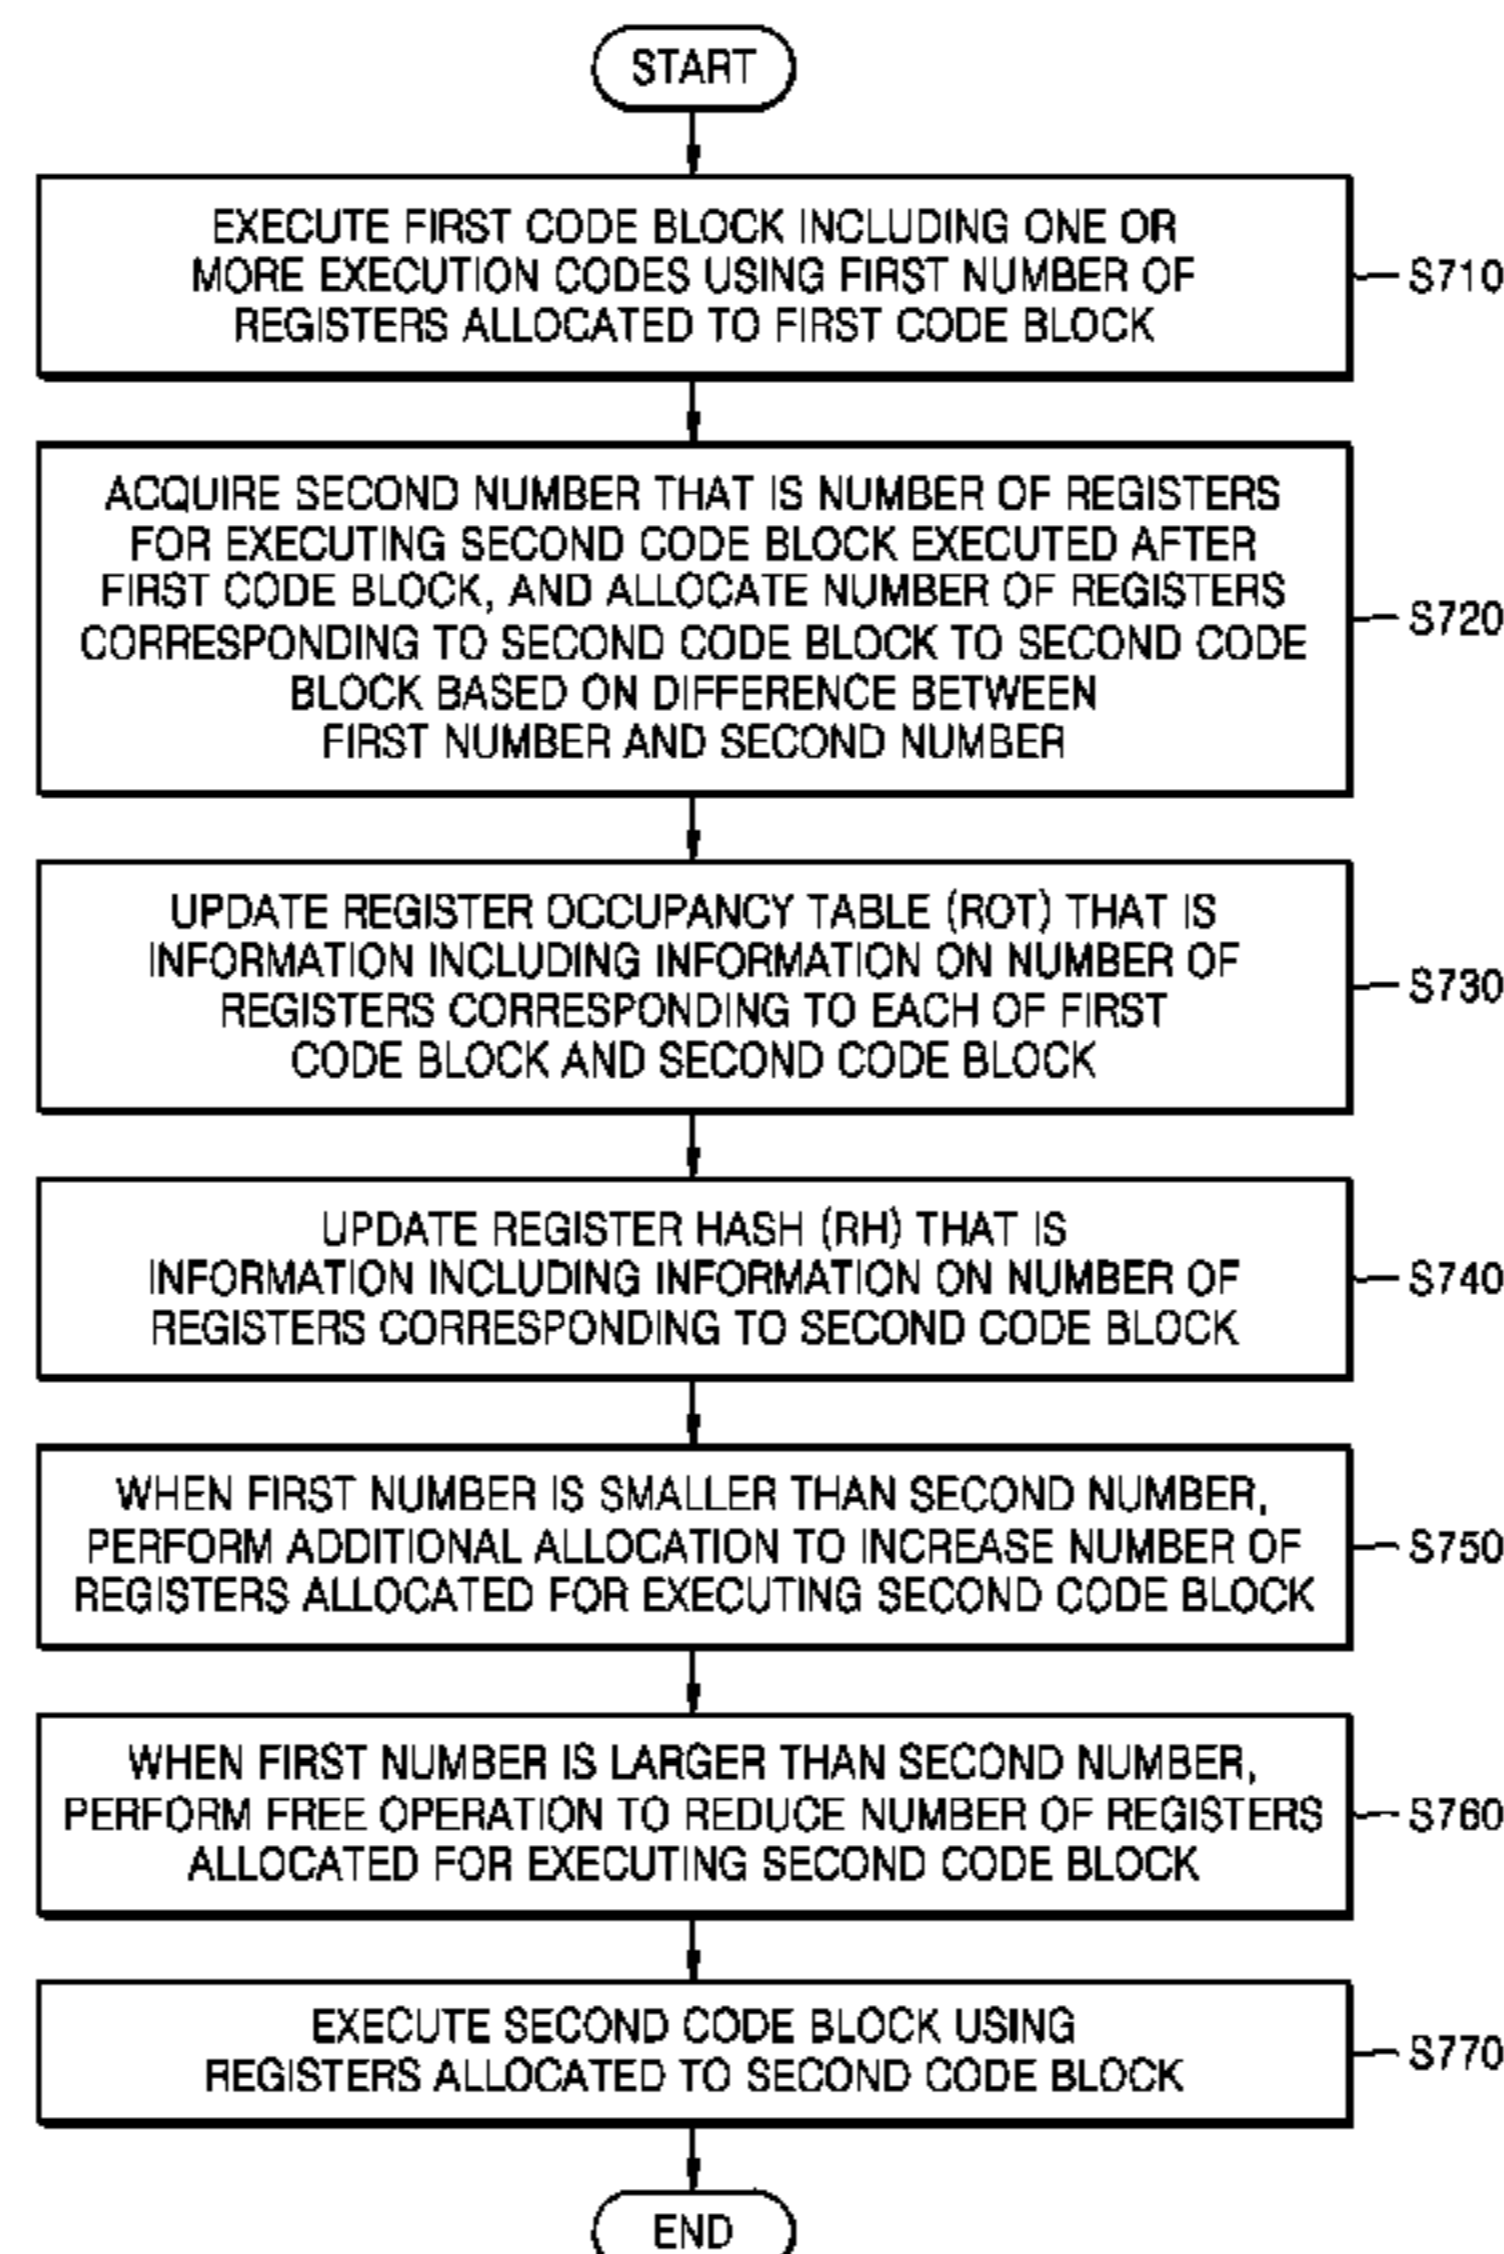 START
EXECUTE FIRST CODE BLOCK INCLUDING ONE OR
MORE EXECUTION CODES USING FIRST NUMBER OF
REGISTERS ALLOCATED TO FIRST CODE BLOCK
S710
ACQUIRE SECOND NUMBER THAT IS NUMBER OF REGISTERS
FOR EXECUTING SECOND CODE BLOCK EXECUTED AFTER
FIRST CODE BLOCK, AND ALLOCATE NUMBER OF REGISTERS
CORRESPONDING TO SECOND CODE BLOCK TO SECOND CODE
BLOCK BASED ON DIFFERENCE BETWEEN
FIRST NUMBER AND SECOND NUMBER
S720
UPDATE REGISTER OCCUPANCY TABLE (ROT) THAT IS
INFORMATION INCLUDING INFORMATION ON NUMBER OF
REGISTERS CORRESPONDING TO EACH OF FIRST
CODE BLOCK AND SECOND CODE BLOCK
S730
UPDATE REGISTER HASH (RH) THAT IS
INFORMATION INCLUDING INFORMATION ON NUMBER OF
REGISTERS CORRESPONDING TO SECOND CODE BLOCK
S740
WHEN FIRST NUMBER IS SMALLER THAN SECOND NUMBER,
PERFORM ADDITIONAL ALLOCATION TO INCREASE NUMBER OF
REGISTERS ALLOCATED FOR EXECUTING SECOND CODE BLOCK
S750
WHEN FIRST NUMBER IS LARGER THAN SECOND NUMBER,
PERFORM FREE OPERATION TO REDUCE NUMBER OF REGISTERS
ALLOCATED FOR EXECUTING SECOND CODE BLOCK
S760
EXECUTE SECOND CODE BLOCK USING
REGISTERS ALLOCATED TO SECOND CODE BLOCK
S770
END